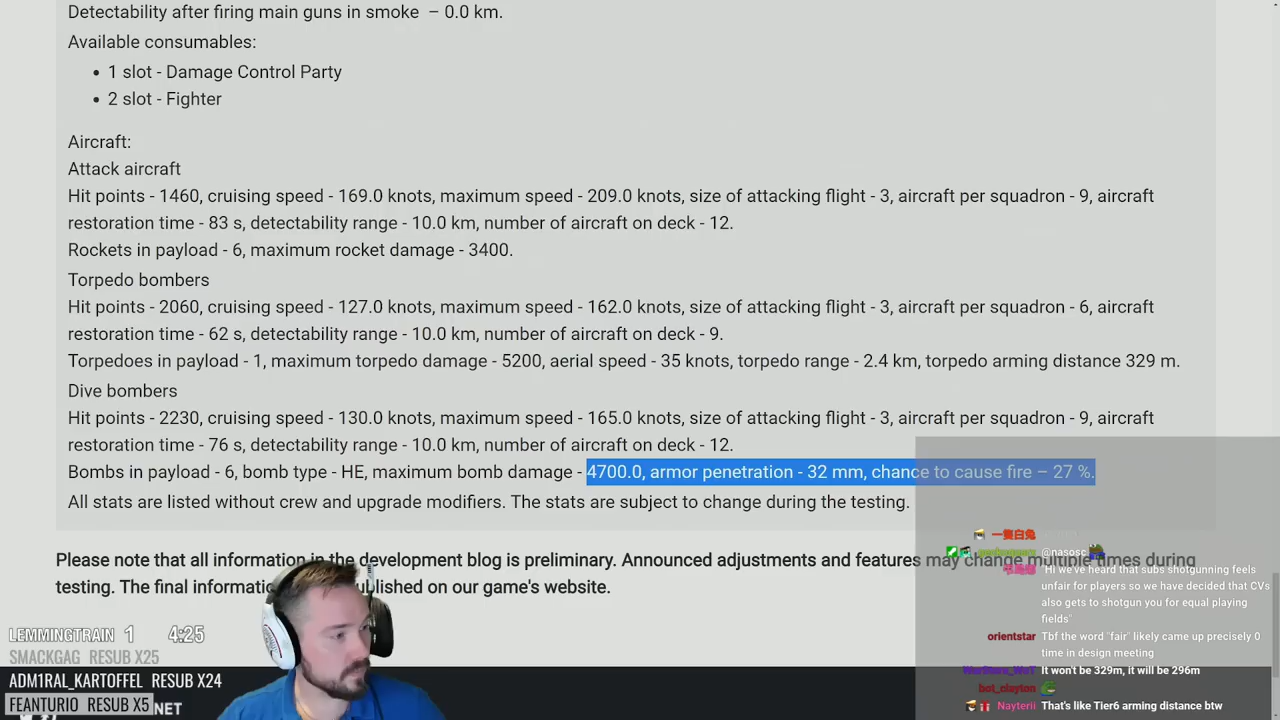 Detectability after firing main guns in smoke – 0.0 km.
Available consumables:
• 1 slot - Damage Control Party
• 2 slot - Fighter
Aircraft:
Attack aircraft
Hit points - 1460, cruising speed - 169.0 knots, maximum speed - 209.0 knots, size of attacking flight - 3, aircraft per squadron - 9, aircraft
restoration time - 83 s, detectability range - 10.0 km, number of aircraft on deck - 12.
Rockets in payload - 6, maximum rocket damage - 3400.
Torpedo bombers
Hit points - 2060, cruising speed - 127.0 knots, maximum speed - 162.0 knots, size of attacking flight - 3, aircraft per squadron - 6, aircraft
restoration time - 62 s, detectability range - 10.0 km, number of aircraft on deck - 9.
Torpedoes in payload - 1, maximum torpedo damage - 5200, aerial speed - 35 knots, torpedo range - 2.4 km, torpedo arming distance 329 m.
Dive bombers
Hit points - 2230, cruising speed - 130.0 knots, maximum speed - 165.0 knots, size of attacking flight - 3, aircraft per squadron - 9, aircraft
restoration time - 76 s, detectability range - 10.0 km, number of aircraft on deck - 12.
Bombs in payload - 6, bomb type - HE, maximum bomb damage - 4700.0, armor penetration - 32 mm, chance to cause fire – 27 %.
All stats are listed without crew and upgrade modifiers. The stats are subject to change during the testing.
Please note that all information in the development blog is preliminary. Announced adjustments and features may change multiple times during
testing. The final information published on our game's website.
一隻白兔
@nasosc
"Hi we've heard that subs shotgunning feels
unfair for players so we have decided that CVs
also gets to shotgun you for equal playing
fields"
orientstar Tbf the word "fair" likely came up precisely 0
time in design meeting
It won't be 329m, it will be 296m
bot_clayton
Nayterii That's like Tier6 arming distance btw
LEMMINGTRAIN 1 4:25
SMACKGAG RESUB X25
ADM1RAL_KARTOFFEL RESUB X24
FEANTURIO RESUB X5
.NET